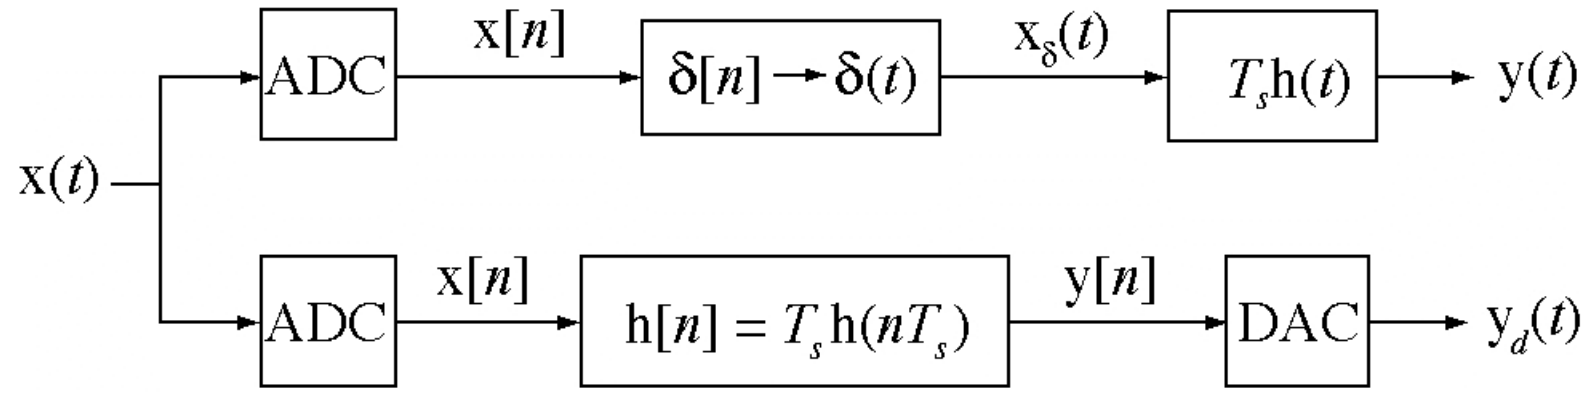 ADC x[n] δ[n] → δ(t) x_δ(t) T_s h(t) y(t)
x(t)
ADC x[n] h[n] = T_s h(nT_s) y[n] DAC y_d(t)